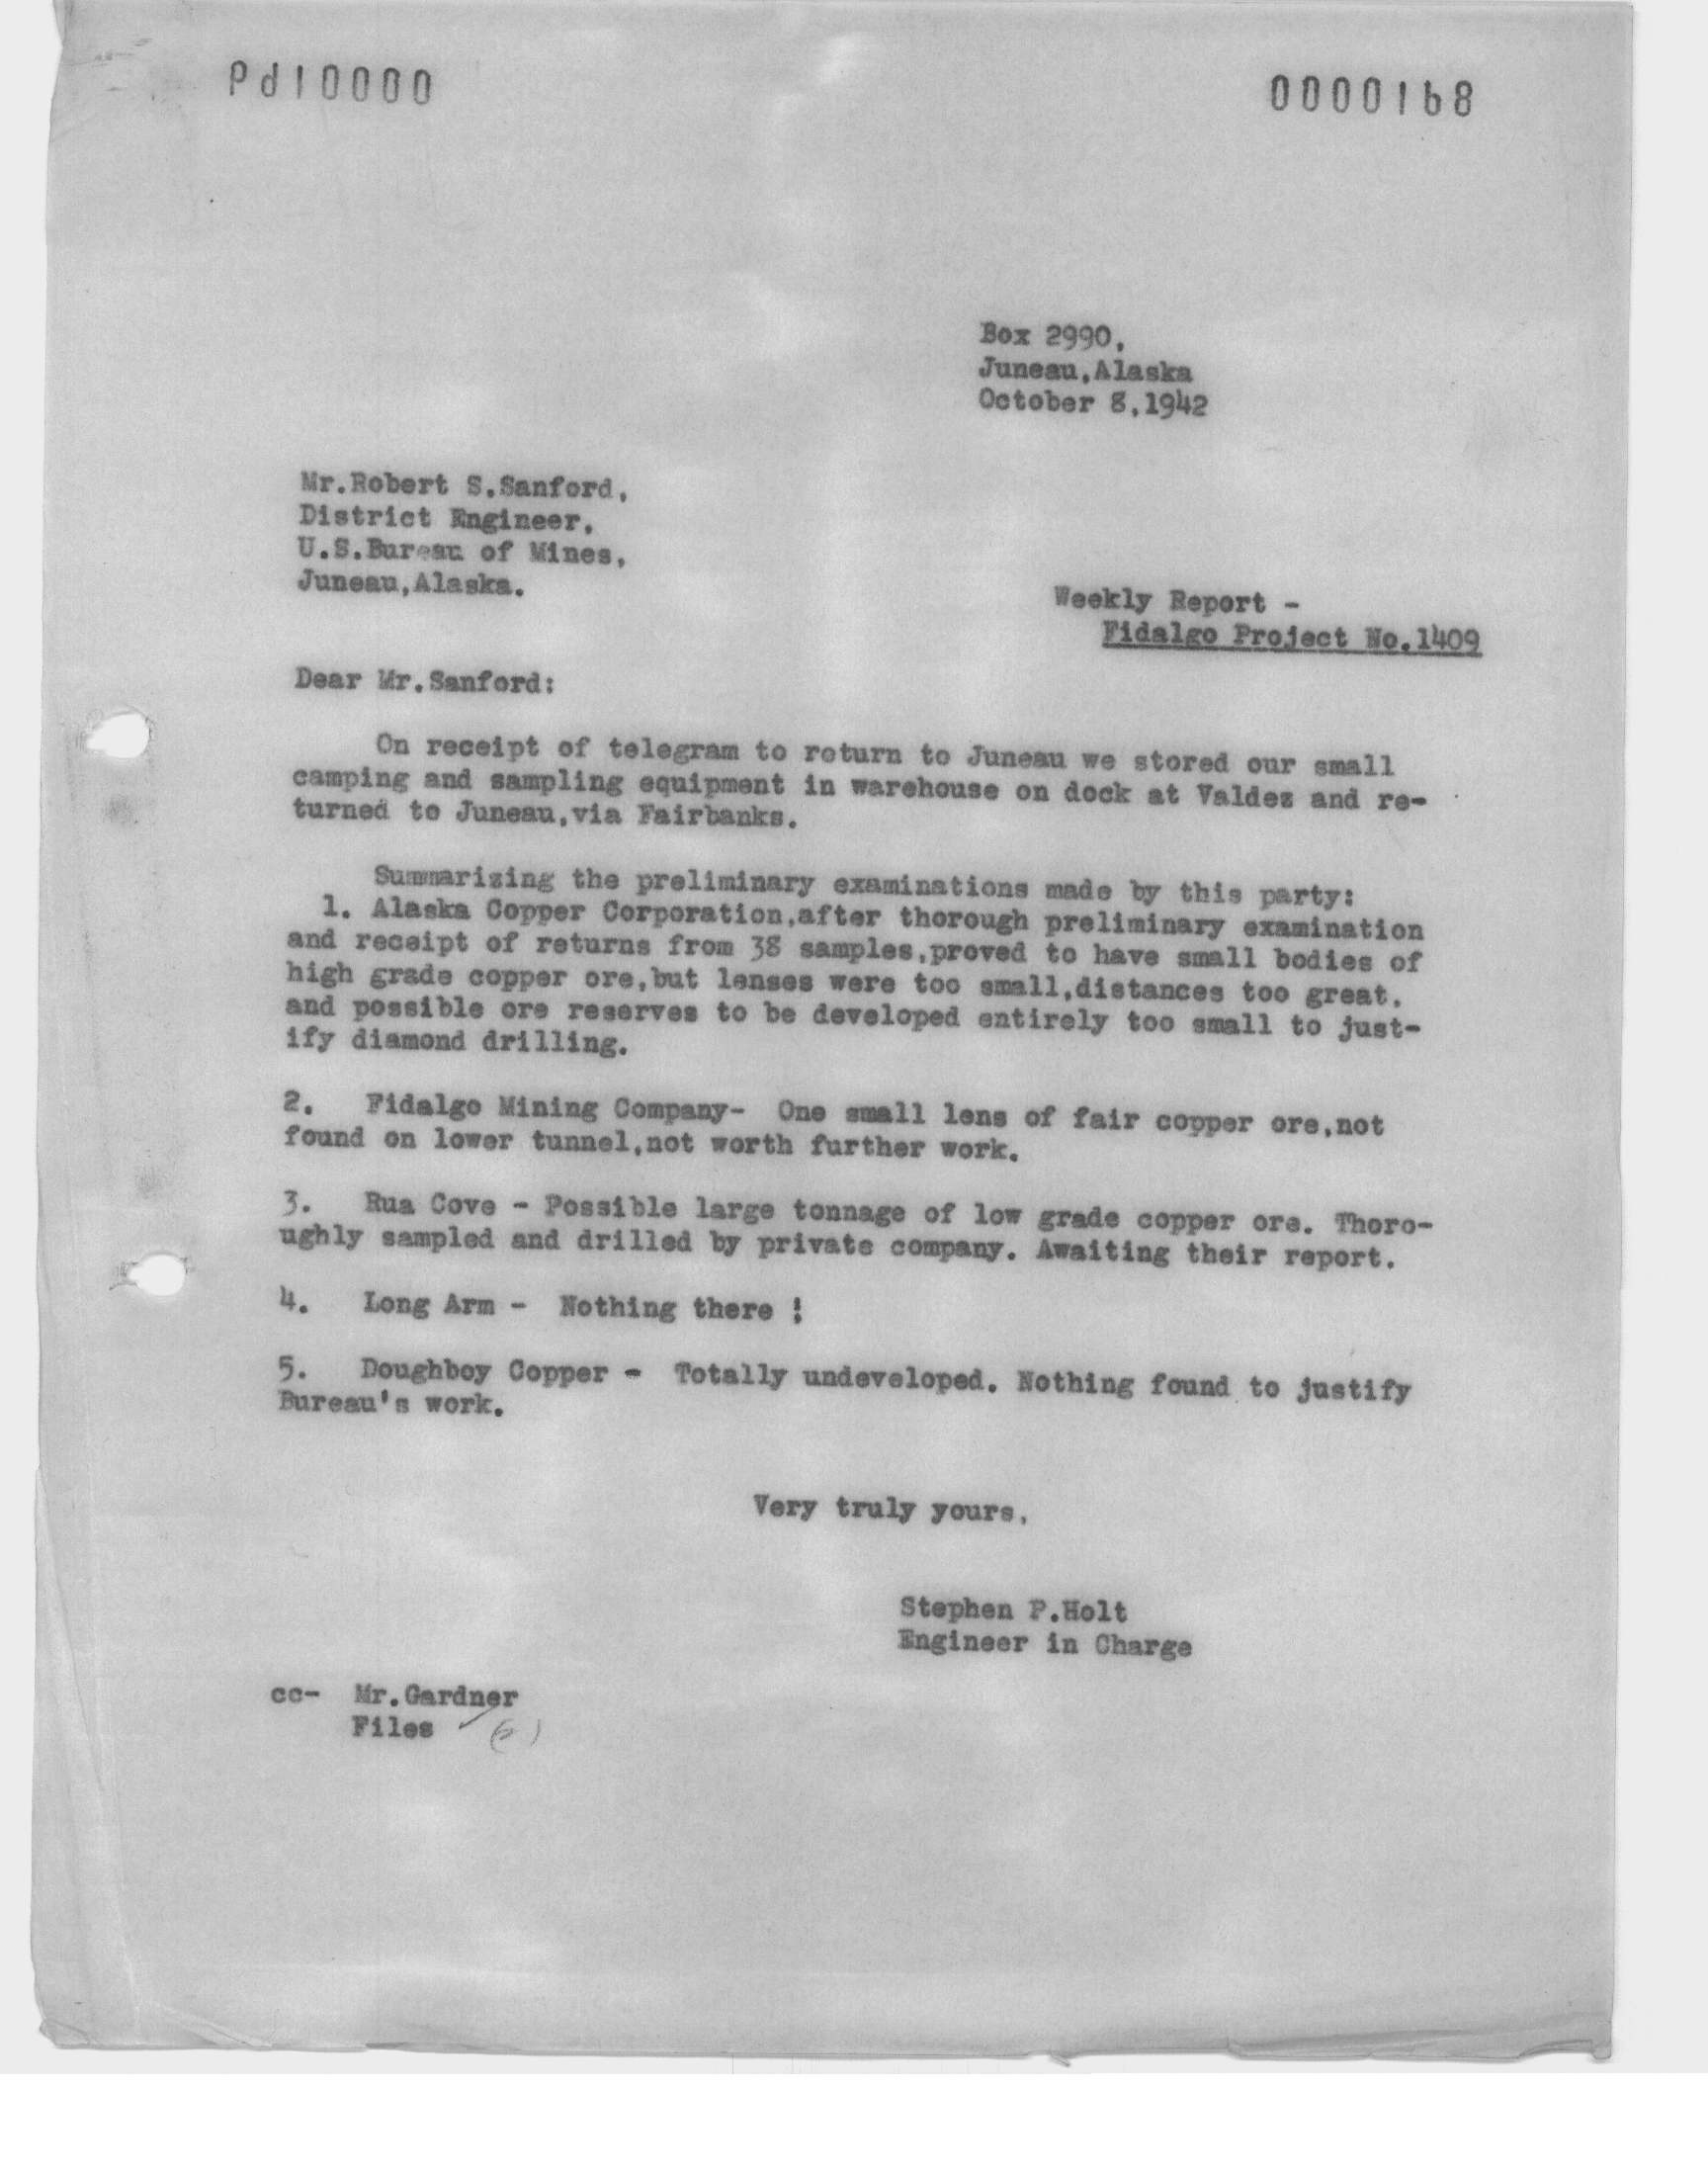 0000168
Box 2990,
Juneau,Alaska
October 8,1942
Mr.Robert S.Sanford,
District Engineer,
U.S.Bureau of Mines,
Juneau,Alaska.
Weekly Report -
Fidalgo Project No.1409
Dear Mr.Sanford:
On receipt of telegram to return to Juneau we stored our small
camping and sampling equipment in warehouse on dock at Valdez and re-
turned to Juneau,via Fairbanks.
Summarizing the preliminary examinations made by this party:
1. Alaska Copper Corporation,after thorough preliminary examination
and receipt of returns from 38 samples,proved to have small bodies of
high grade copper ore,but lenses were too small,distances too great,
and possible ore reserves to be developed entirely too small to just-
ify diamond drilling.
2. Fidalgo Mining Company- One small lens of fair copper ore,not
found on lower tunnel,not worth further work.
3. Rua Cove - Possible large tonnage of low grade copper ore. Thoro-
ughly sampled and drilled by private company. Awaiting their report.
4. Long Arm - Nothing there !
5. Doughboy Copper - Totally undeveloped. Nothing found to justify
Bureau's work.
Very truly yours,
Stephen P.Holt
Engineer in Charge
cc- Mr.Gardner
Files